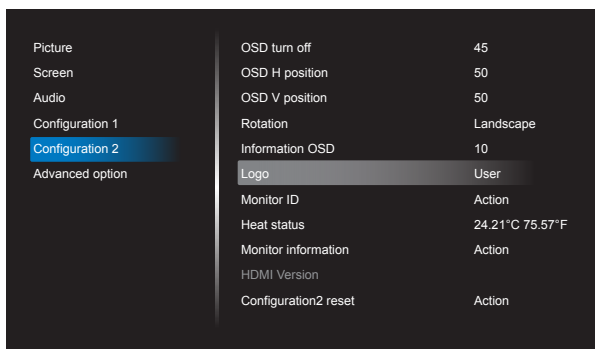 Picture
Screen
Audio
Configuration 1
Configuration 2
Advanced option
OSD turn off 45
OSD H position 50
OSD V position 50
Rotation Landscape
Information OSD 10
Logo User
Monitor ID Action
Heat status 24.21°C 75.57°F
Monitor information Action
HDMI Version
Configuration2 reset Action